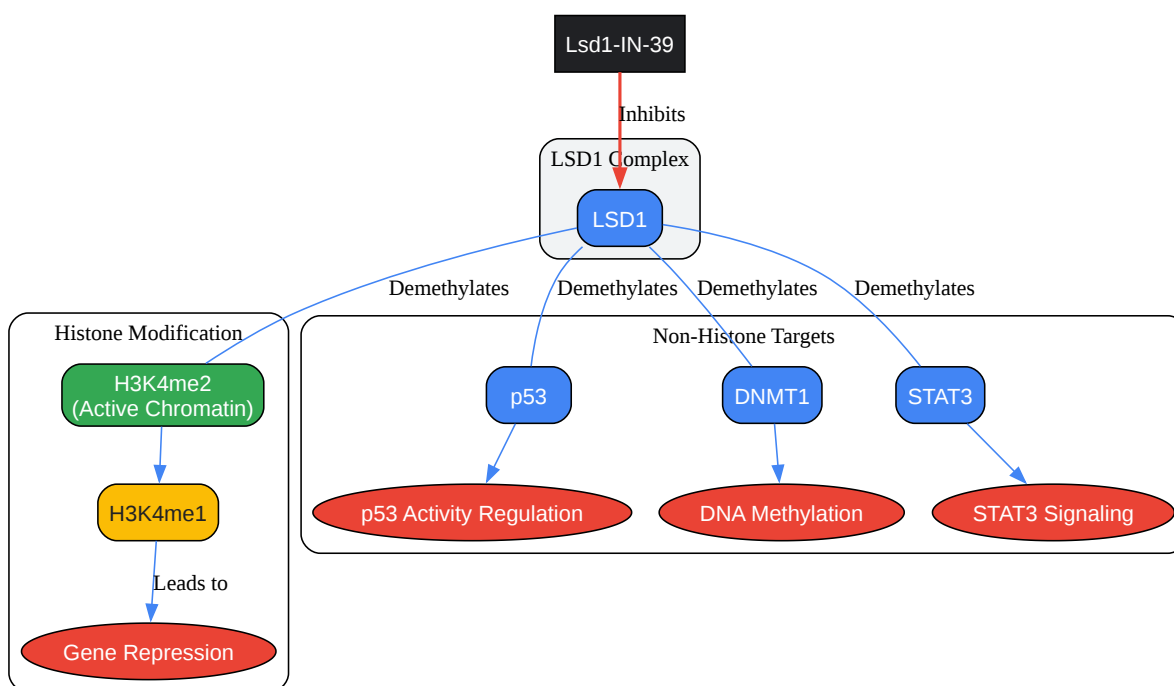 Lsd1-IN-39
Inhibits
LSD1 Complex
LSD1
Demethylates
Demethylates
Demethylates
Demethylates
Histone Modification
Non-Histone Targets
H3K4me2
(Active Chromatin)
p53
DNMT1
STAT3
H3K4me1
p53 Activity Regulation
DNA Methylation
STAT3 Signaling
Leads to
Gene Repression